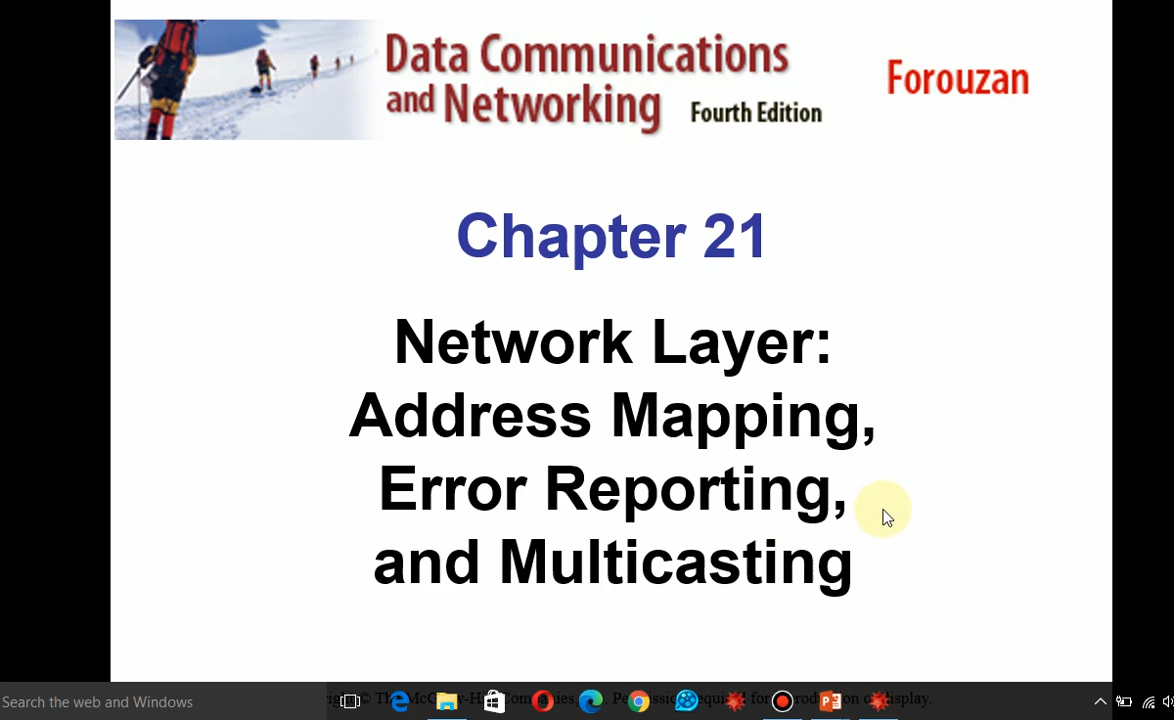 Data Communications
and Networking Fourth Edition
Forouzan
Chapter 21
Network Layer:
Address Mapping,
Error Reporting,
and Multicasting
Search the web and Windows